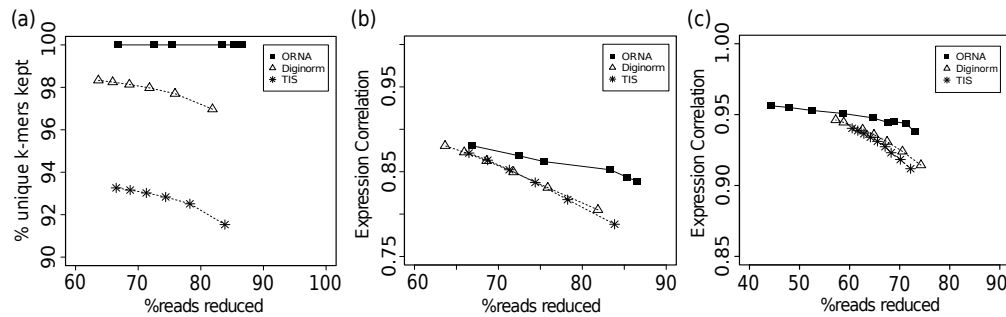 (a)
% unique k-mers kept
90 92 94 96 98 100
60 70 80 90 100
%reads reduced
ORNA
Diginorm
TIS
(b)
Expression Correlation
0.75 0.85 0.95
60 70 80 90
%reads reduced
ORNA
Diginorm
TIS
(c)
Expression Correlation
0.85 0.90 0.95 1.00
40 50 60 70 80 90
%reads reduced
ORNA
Diginorm
TIS